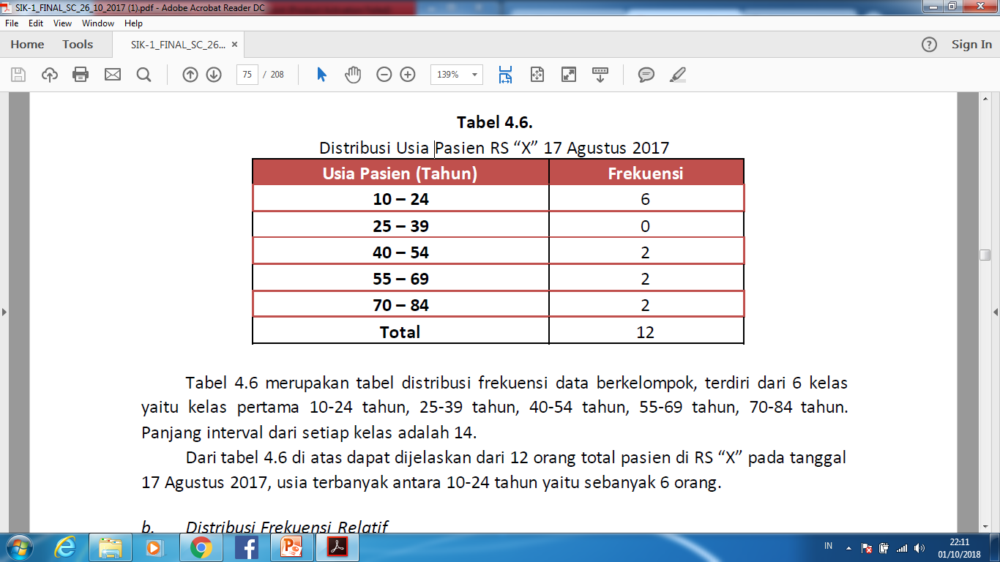 SIK-1_FINAL_SC_26_10_2017 (1).pdf - Adobe Acrobat Reader DC
File Edit View Window Help
Home Tools SIK-1_FINAL_SC_26... × ? Sign In
75 / 208 139%
Tabel 4.6.
Distribusi Usia Pasien RS “X” 17 Agustus 2017
Usia Pasien (Tahun) Frekuensi
10 – 24 6
25 – 39 0
40 – 54 2
55 – 69 2
70 – 84 2
Total 12
Tabel 4.6 merupakan tabel distribusi frekuensi data berkelompok, terdiri dari 6 kelas
yaitu kelas pertama 10-24 tahun, 25-39 tahun, 40-54 tahun, 55-69 tahun, 70-84 tahun.
Panjang interval dari setiap kelas adalah 14.
Dari tabel 4.6 di atas dapat dijelaskan dari 12 orang total pasien di RS “X” pada tanggal
17 Agustus 2017, usia terbanyak antara 10-24 tahun yaitu sebanyak 6 orang.
b. Distribusi Frekuensi Relatif
IN 22:11
01/10/2018